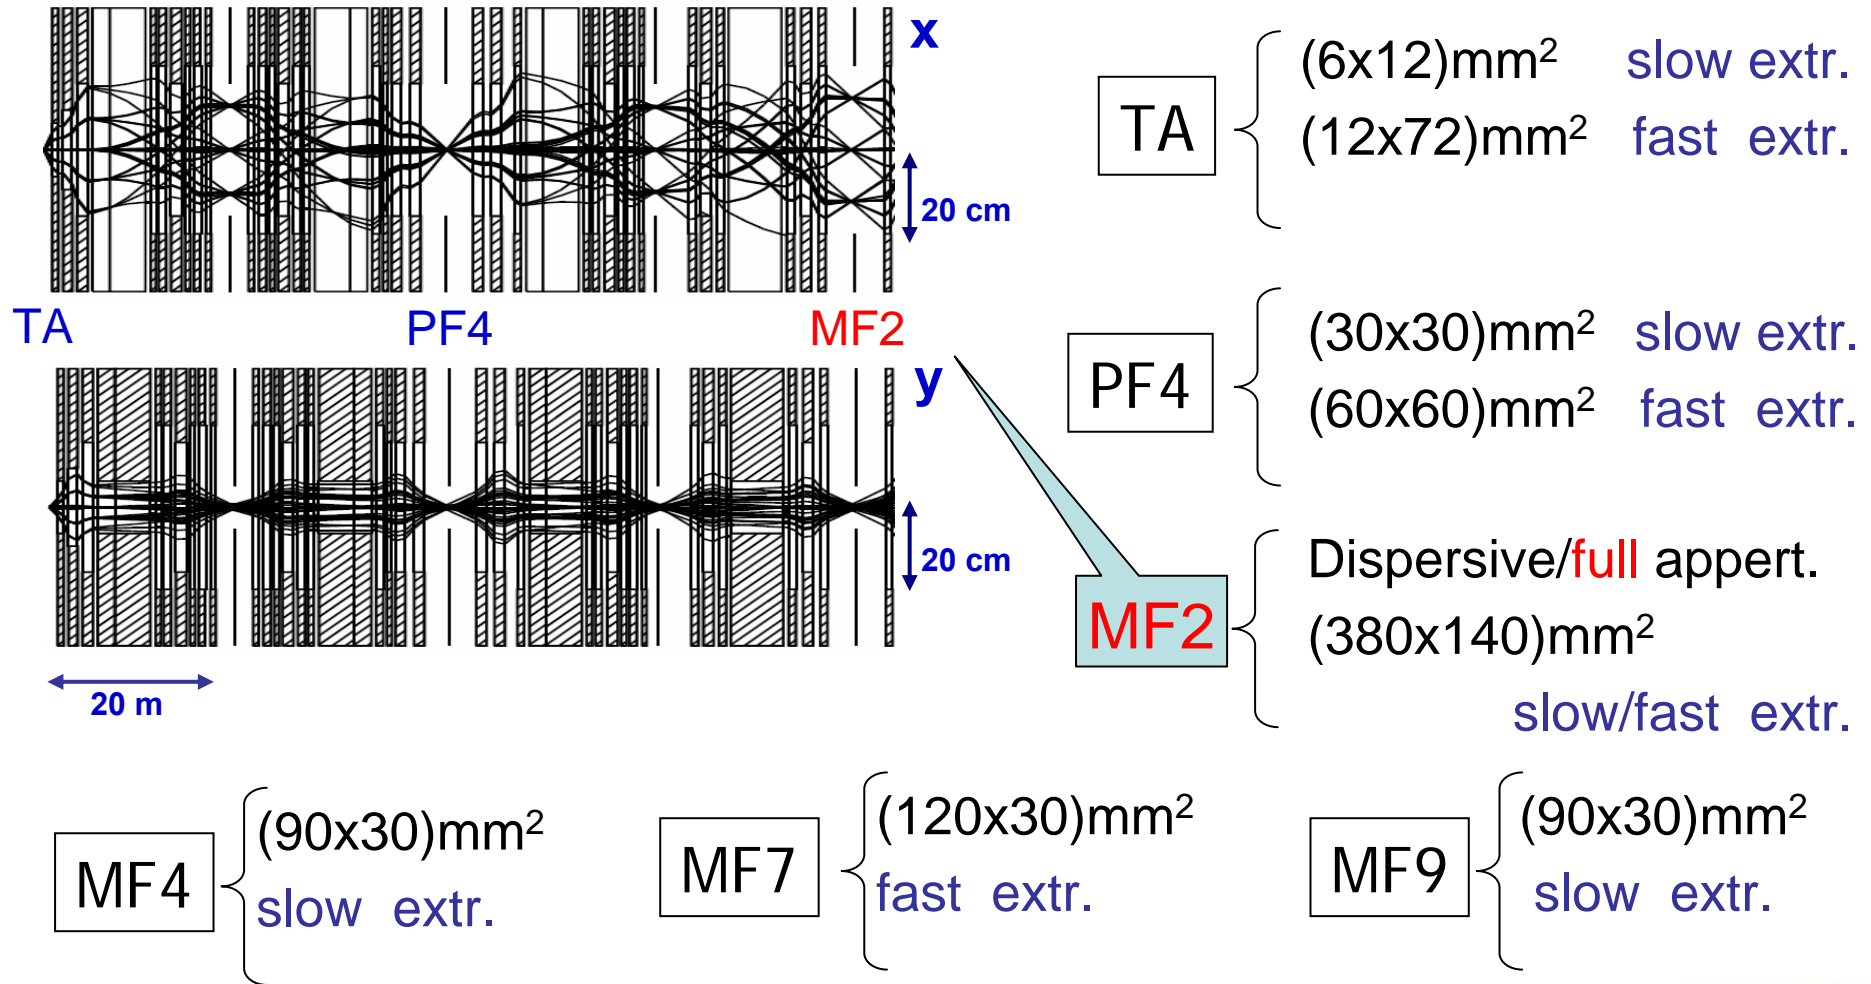 x
20 cm
TA PF4 MF2
y
20 cm
20 m
TA
(6x12)mm² slow extr.
(12x72)mm² fast extr.
PF4
(30x30)mm² slow extr.
(60x60)mm² fast extr.
MF2
Dispersive/full appert.
(380x140)mm²
slow/fast extr.
MF4
(90x30)mm²
slow extr.
MF7
(120x30)mm²
fast extr.
MF9
(90x30)mm²
slow extr.